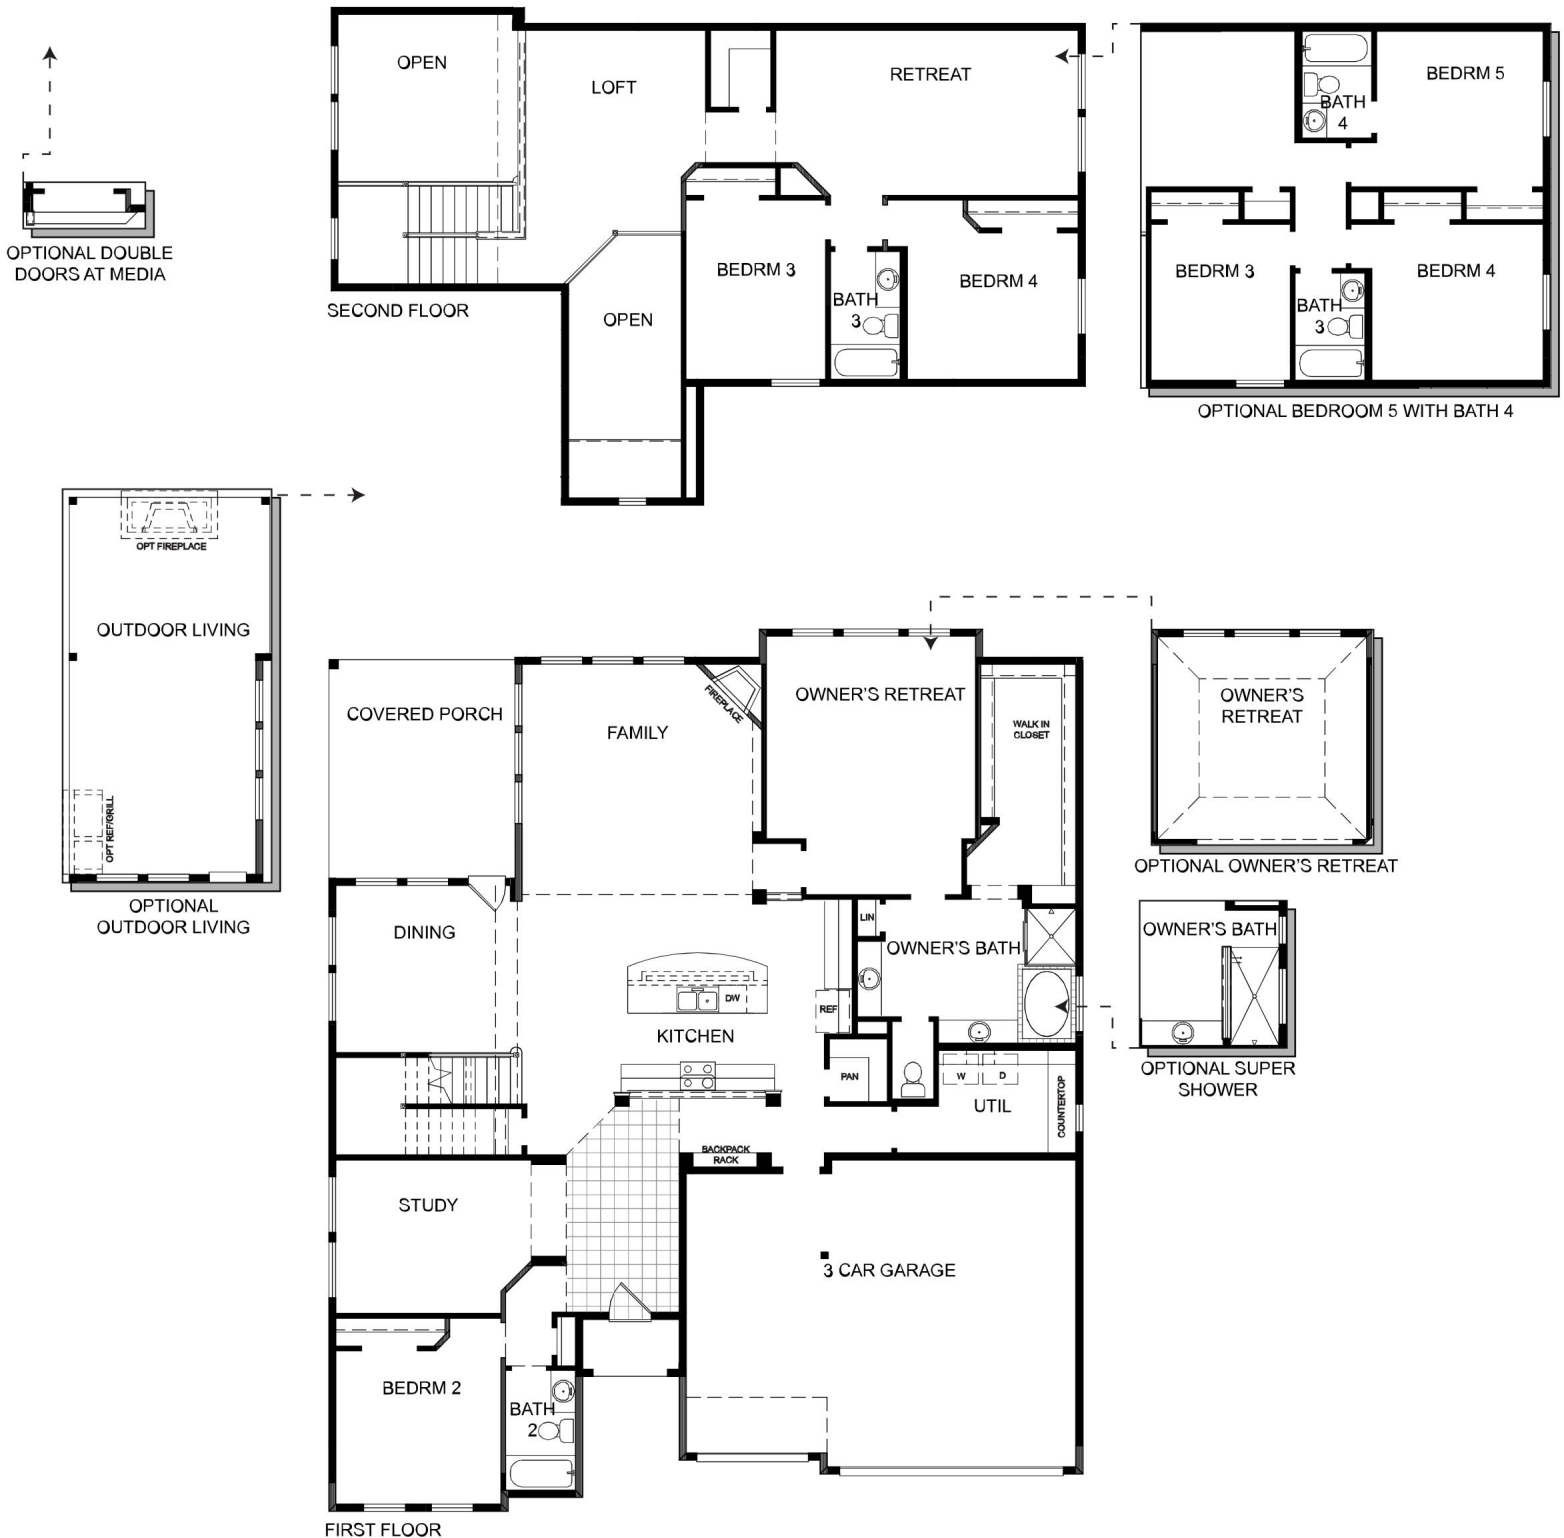 OPEN
LOFT
RETREAT
BEDRM 3
BATH
3
BEDRM 4
OPEN
SECOND FLOOR
OPTIONAL DOUBLE
DOORS AT MEDIA
BATH
4
BEDRM 5
BEDRM 3
BATH
3
BEDRM 4
OPTIONAL BEDROOM 5 WITH BATH 4
OPT FIREPLACE
OUTDOOR LIVING
OPT REF/GRILL
OPTIONAL
OUTDOOR LIVING
COVERED PORCH
FAMILY
FIREPLACE
OWNER'S RETREAT
WALK IN
CLOSET
OWNER'S
RETREAT
OPTIONAL OWNER'S RETREAT
DINING
LIN
OWNER'S BATH
DW
REF
KITCHEN
PAN
W
D
UTIL
COUNTERTOP
OWNER'S BATH
OPTIONAL SUPER
SHOWER
BACKPACK
RACK
STUDY
3 CAR GARAGE
BEDRM 2
BATH
2
FIRST FLOOR